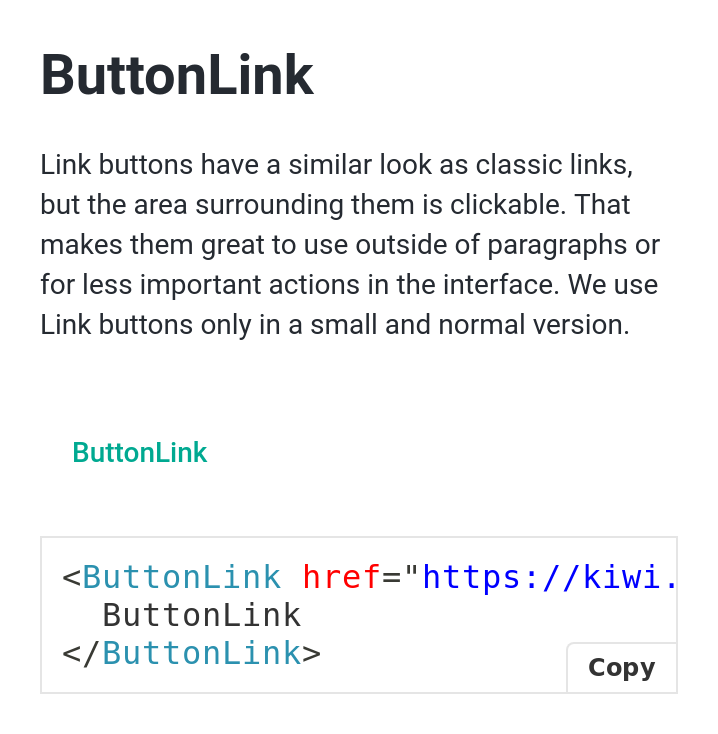 ButtonLink
Link buttons have a similar look as classic links,
but the area surrounding them is clickable. That
makes them great to use outside of paragraphs or
for less important actions in the interface. We use
Link buttons only in a small and normal version.
ButtonLink
<ButtonLink href="https://kiwi.
ButtonLink
</ButtonLink>
Copy